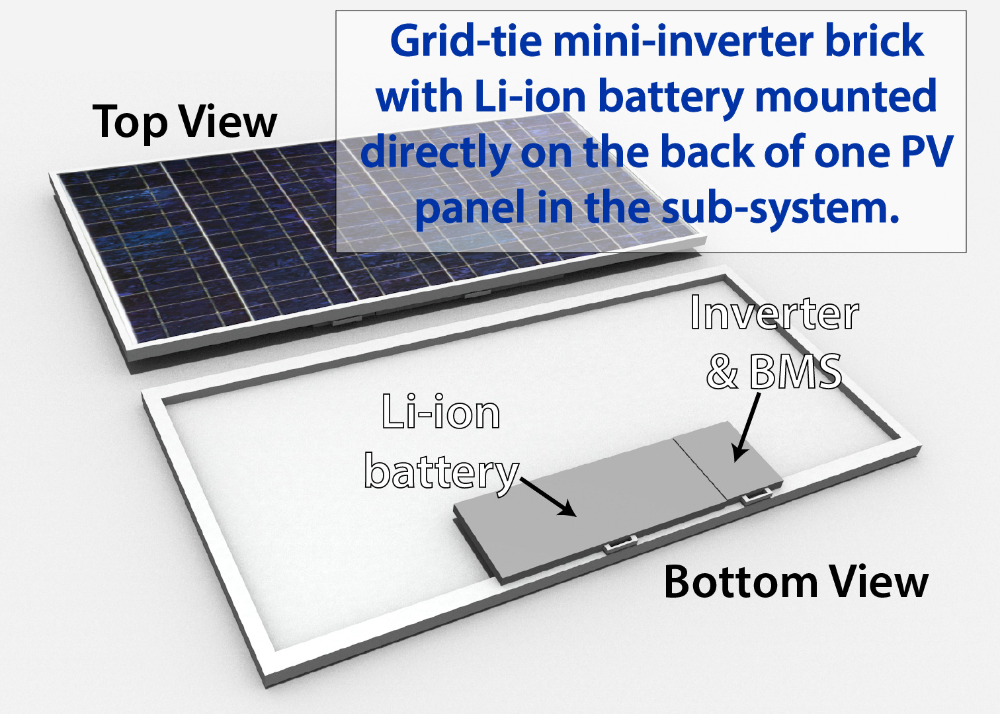 Grid-tie mini-inverter brick
with Li-ion battery mounted
directly on the back of one PV
panel in the sub-system.
Top View
Inverter
& BMS
Li-ion
battery
Bottom View